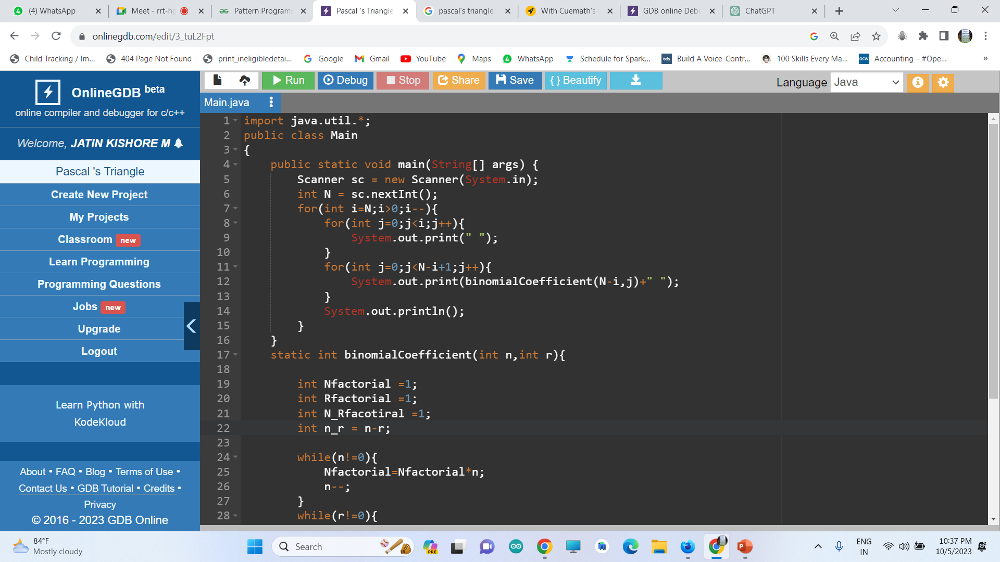 (4) WhatsApp
Meet - rrt-hg
Pattern Programs
Pascal 's Triangle
pascal's triangle
With Cuemath's
GDB online Debu
ChatGPT
onlinegdb.com/edit/3_tuL2Fpt
Child Tracking / Im...
404 Page Not Found
print_ineligibledetai...
Google
Gmail
YouTube
Maps
WhatsApp
Schedule for Spark...
tds Build A Voice-Contr...
100 Skills Every Ma...
OCW Accounting – #Ope...
»
OnlineGDB beta
online compiler and debugger for c/c++
Welcome, JATIN KISHORE M
Pascal 's Triangle
Create New Project
My Projects
Classroom new
Learn Programming
Programming Questions
Jobs new
Upgrade
Logout
Learn Python with
KodeKloud
About • FAQ • Blog • Terms of Use •
Contact Us • GDB Tutorial • Credits •
Privacy
© 2016 - 2023 GDB Online
Run
Debug
Stop
Share
Save
{ } Beautify
Language Java
Main.java
1 import java.util.*;
2 public class Main
3 {
4     public static void main(String[] args) {
5         Scanner sc = new Scanner(System.in);
6         int N = sc.nextInt();
7         for(int i=N;i>0;i--){
8             for(int j=0;j<i;j++){
9                 System.out.print(" ");
10             }
11             for(int j=0;j<N-i+1;j++){
12                 System.out.print(binomialCoefficient(N-i,j)+" ");
13             }
14             System.out.println();
15         }
16     }
17     static int binomialCoefficient(int n,int r){
18
19         int Nfactorial =1;
20         int Rfactorial =1;
21         int N_Rfacotiral =1;
22         int n_r = n-r;
23
24         while(n!=0){
25             Nfactorial=Nfactorial*n;
26             n--;
27         }
28         while(r!=0){
84°F
Mostly cloudy
Search
PRE
ENG
IN
10:37 PM
10/5/2023